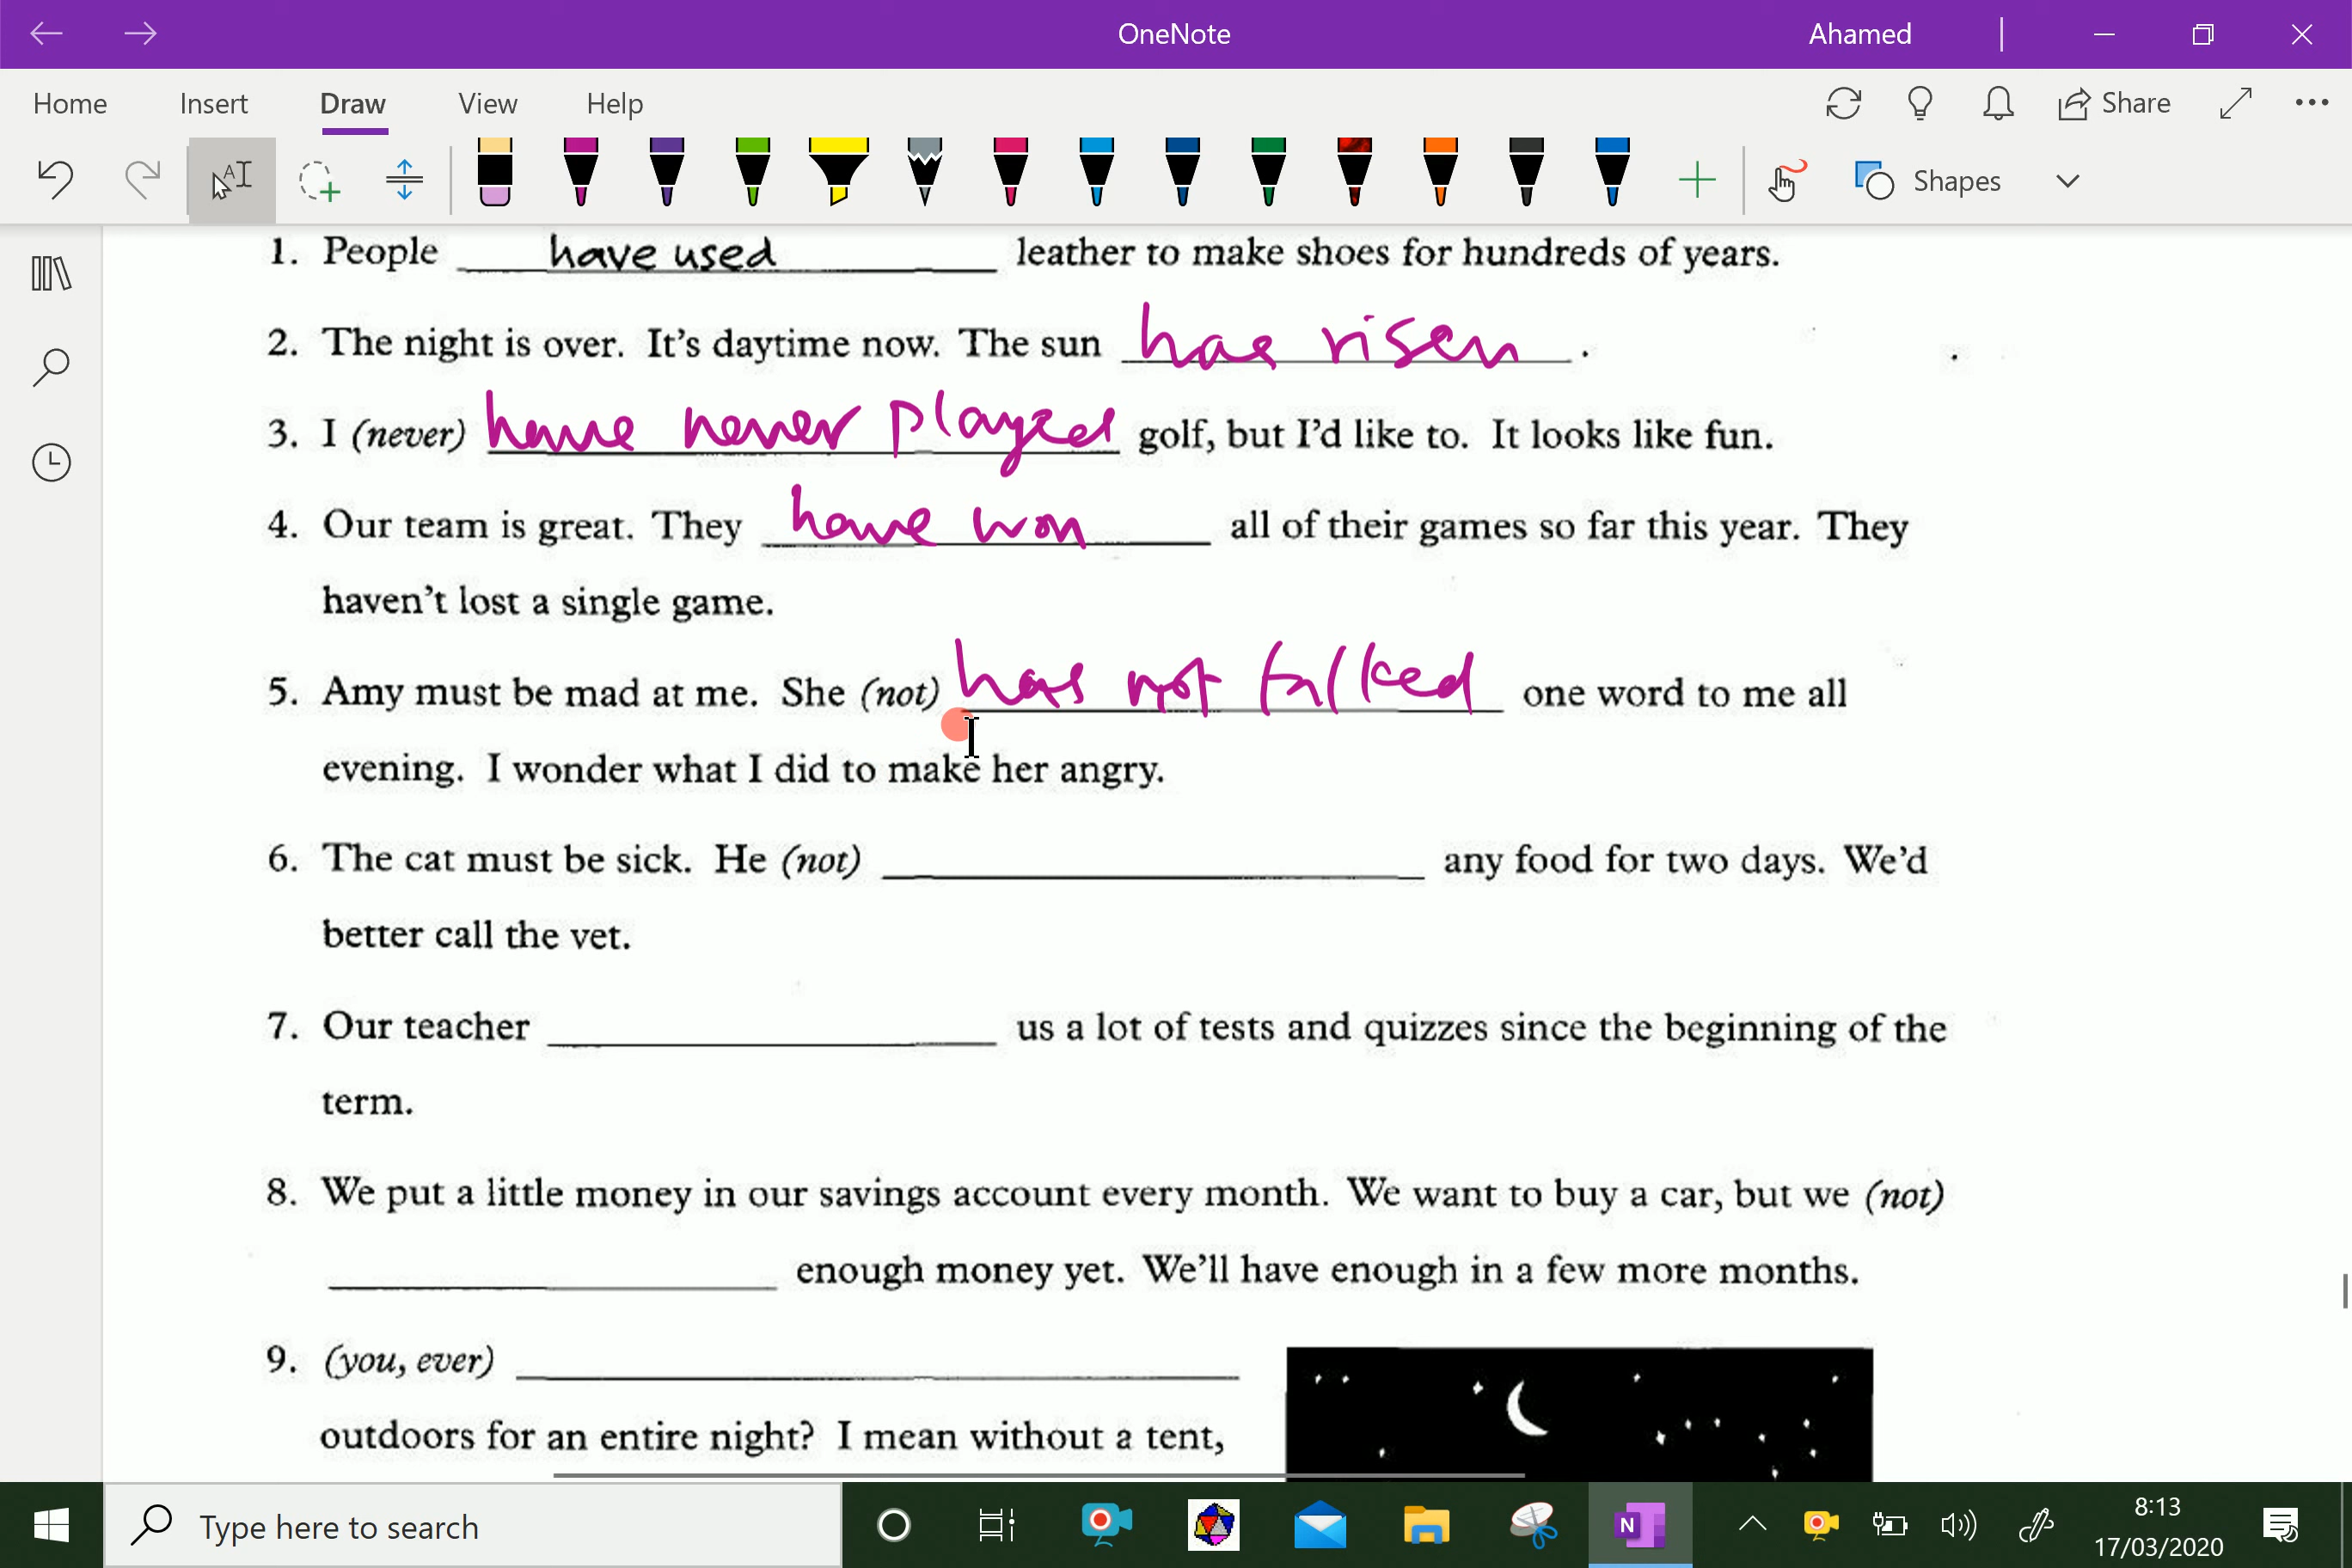 OneNote
Ahamed
Home Insert Draw View Help Share
Shapes
1. People have used leather to make shoes for hundreds of years.
2. The night is over. It's daytime now. The sun has risen.
3. I (never) have never played golf, but I'd like to. It looks like fun.
4. Our team is great. They have won all of their games so far this year. They
haven't lost a single game.
5. Amy must be mad at me. She (not) has not talked one word to me all
evening. I wonder what I did to make her angry.
6. The cat must be sick. He (not) ____ any food for two days. We'd
better call the vet.
7. Our teacher ____ us a lot of tests and quizzes since the beginning of the
term.
8. We put a little money in our savings account every month. We want to buy a car, but we (not)
____ enough money yet. We'll have enough in a few more months.
9. (you, ever) ____
outdoors for an entire night? I mean without a tent,
Type here to search
N
8:13
17/03/2020